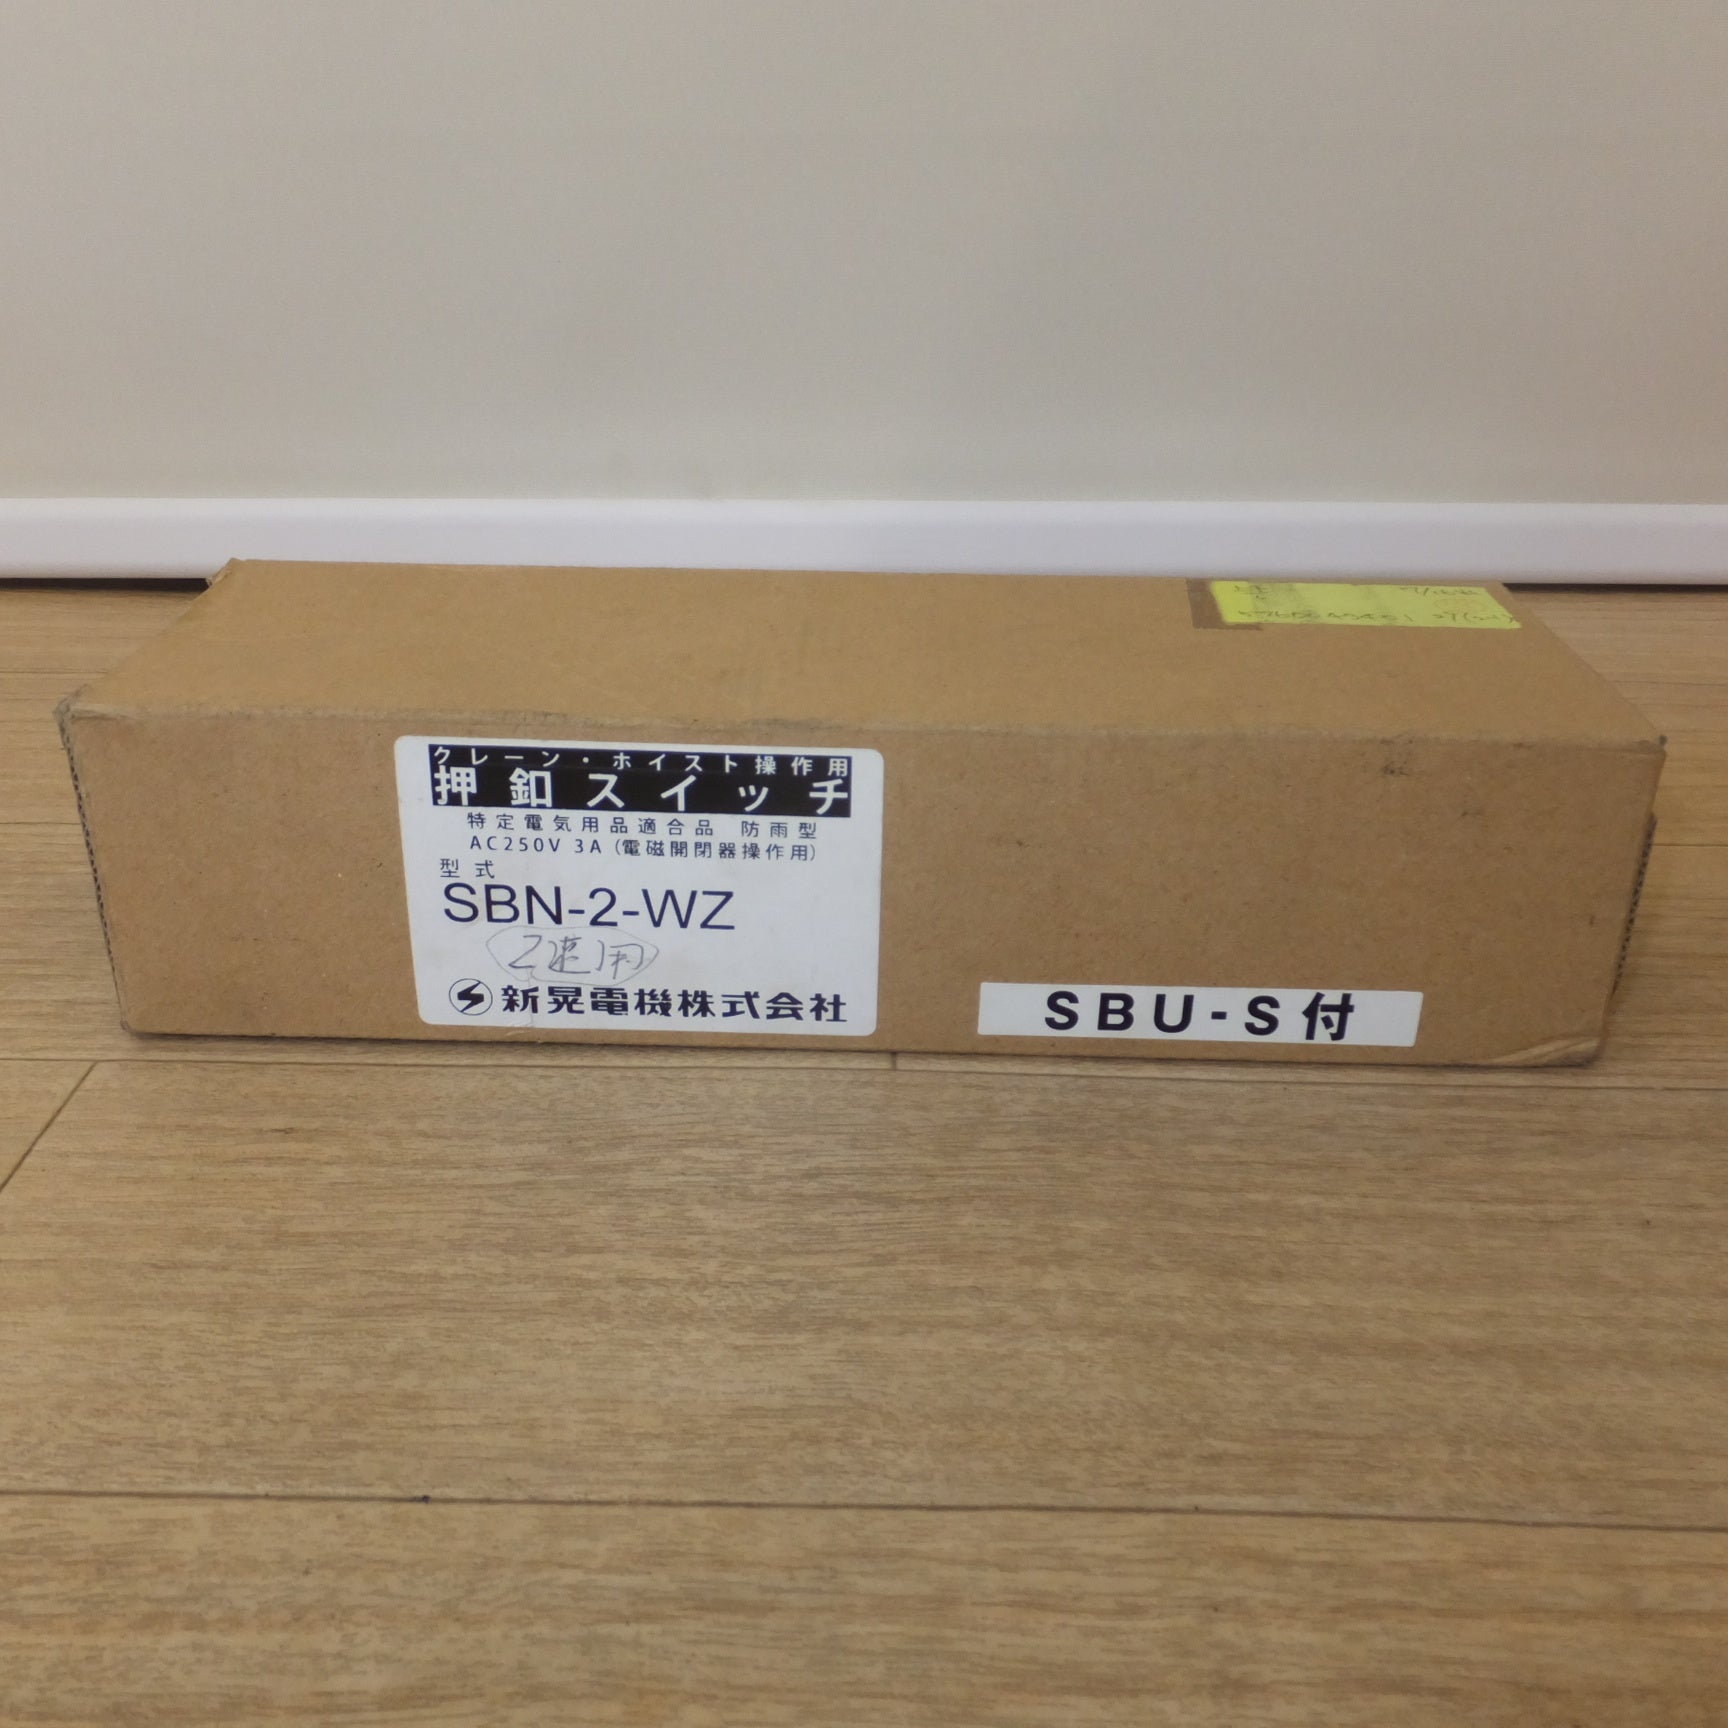 クレーン・ホイスト操作用
押釦スイッチ
特定電気用品適合品 防雨型
AC250V 3A (電磁開閉器操作用)
型式
SBN-2-WZ
2速用
新晃電機株式会社
SBU-S付